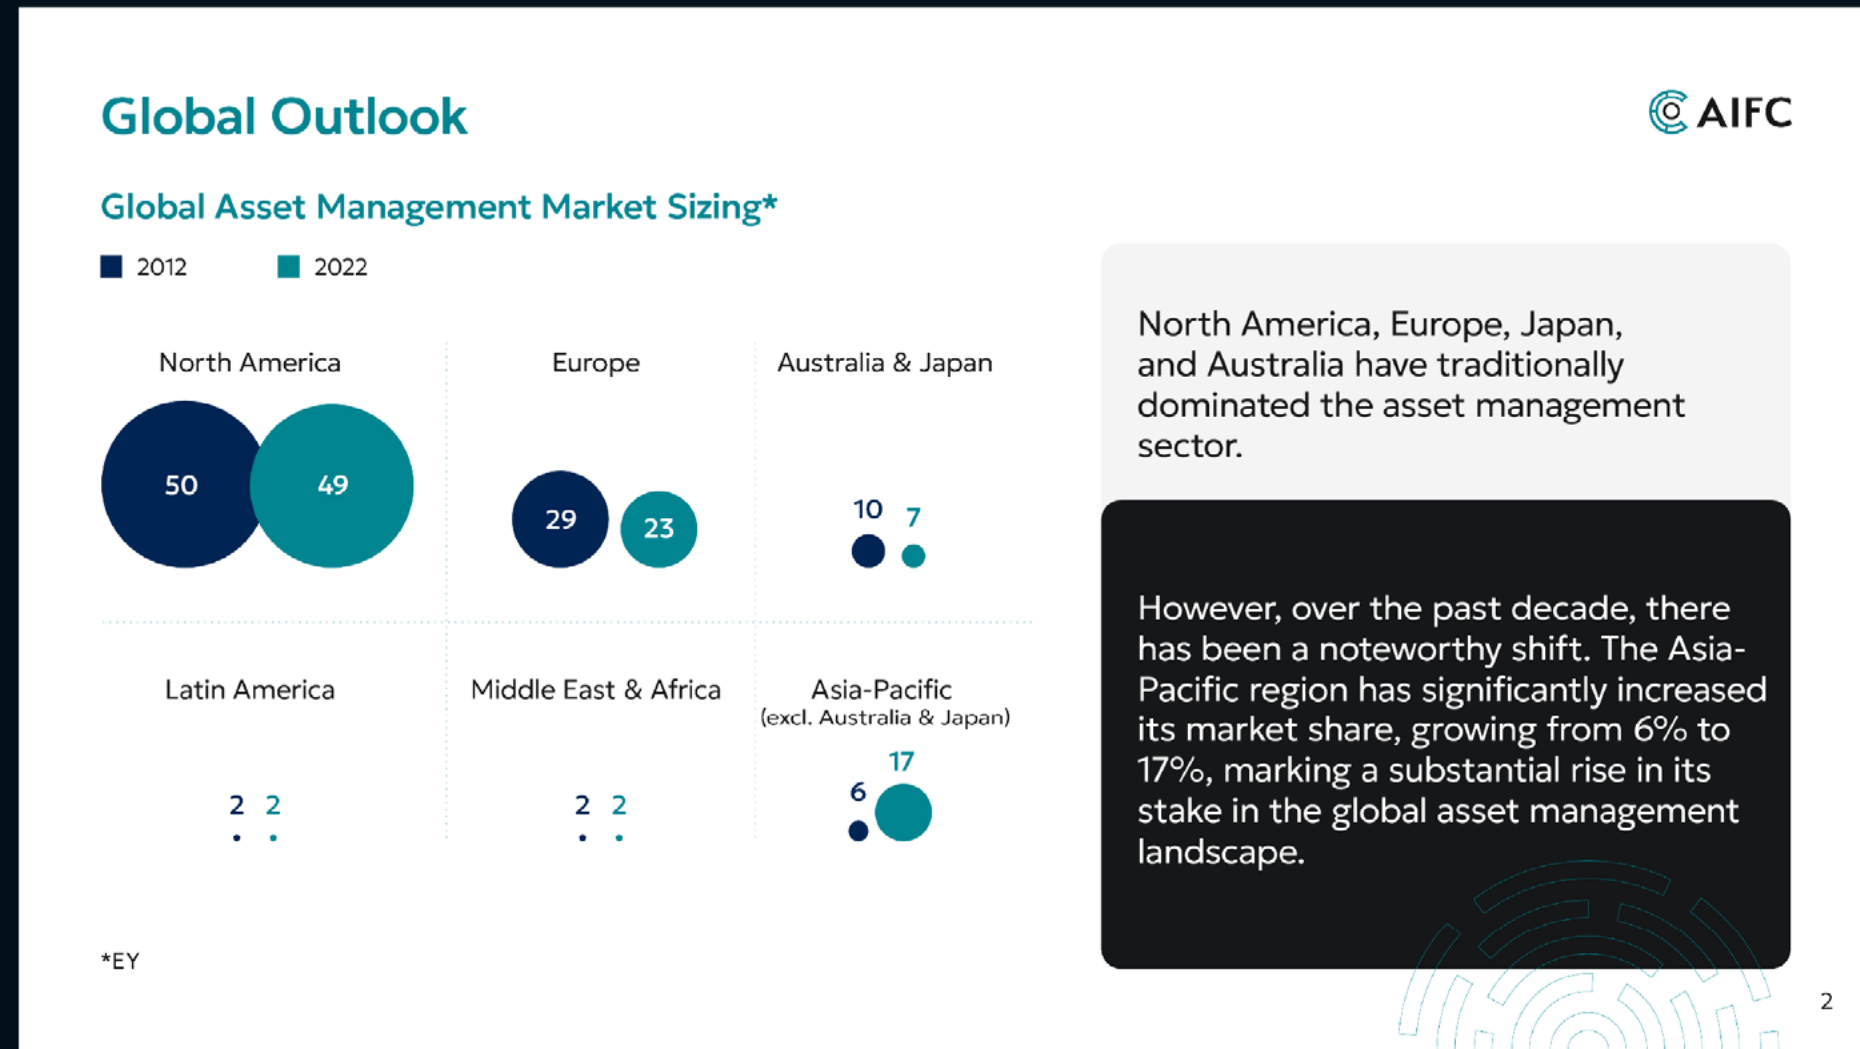 Global Outlook
AIFC
Global Asset Management Market Sizing*
2012
2022
North America
50
49
Europe
29
23
Australia & Japan
10
7
Latin America
2
2
Middle East & Africa
2
2
Asia-Pacific
(excl. Australia & Japan)
6
17
North America, Europe, Japan,
and Australia have traditionally
dominated the asset management
sector.
However, over the past decade, there
has been a noteworthy shift. The Asia-
Pacific region has significantly increased
its market share, growing from 6% to
17%, marking a substantial rise in its
stake in the global asset management
landscape.
*EY
2